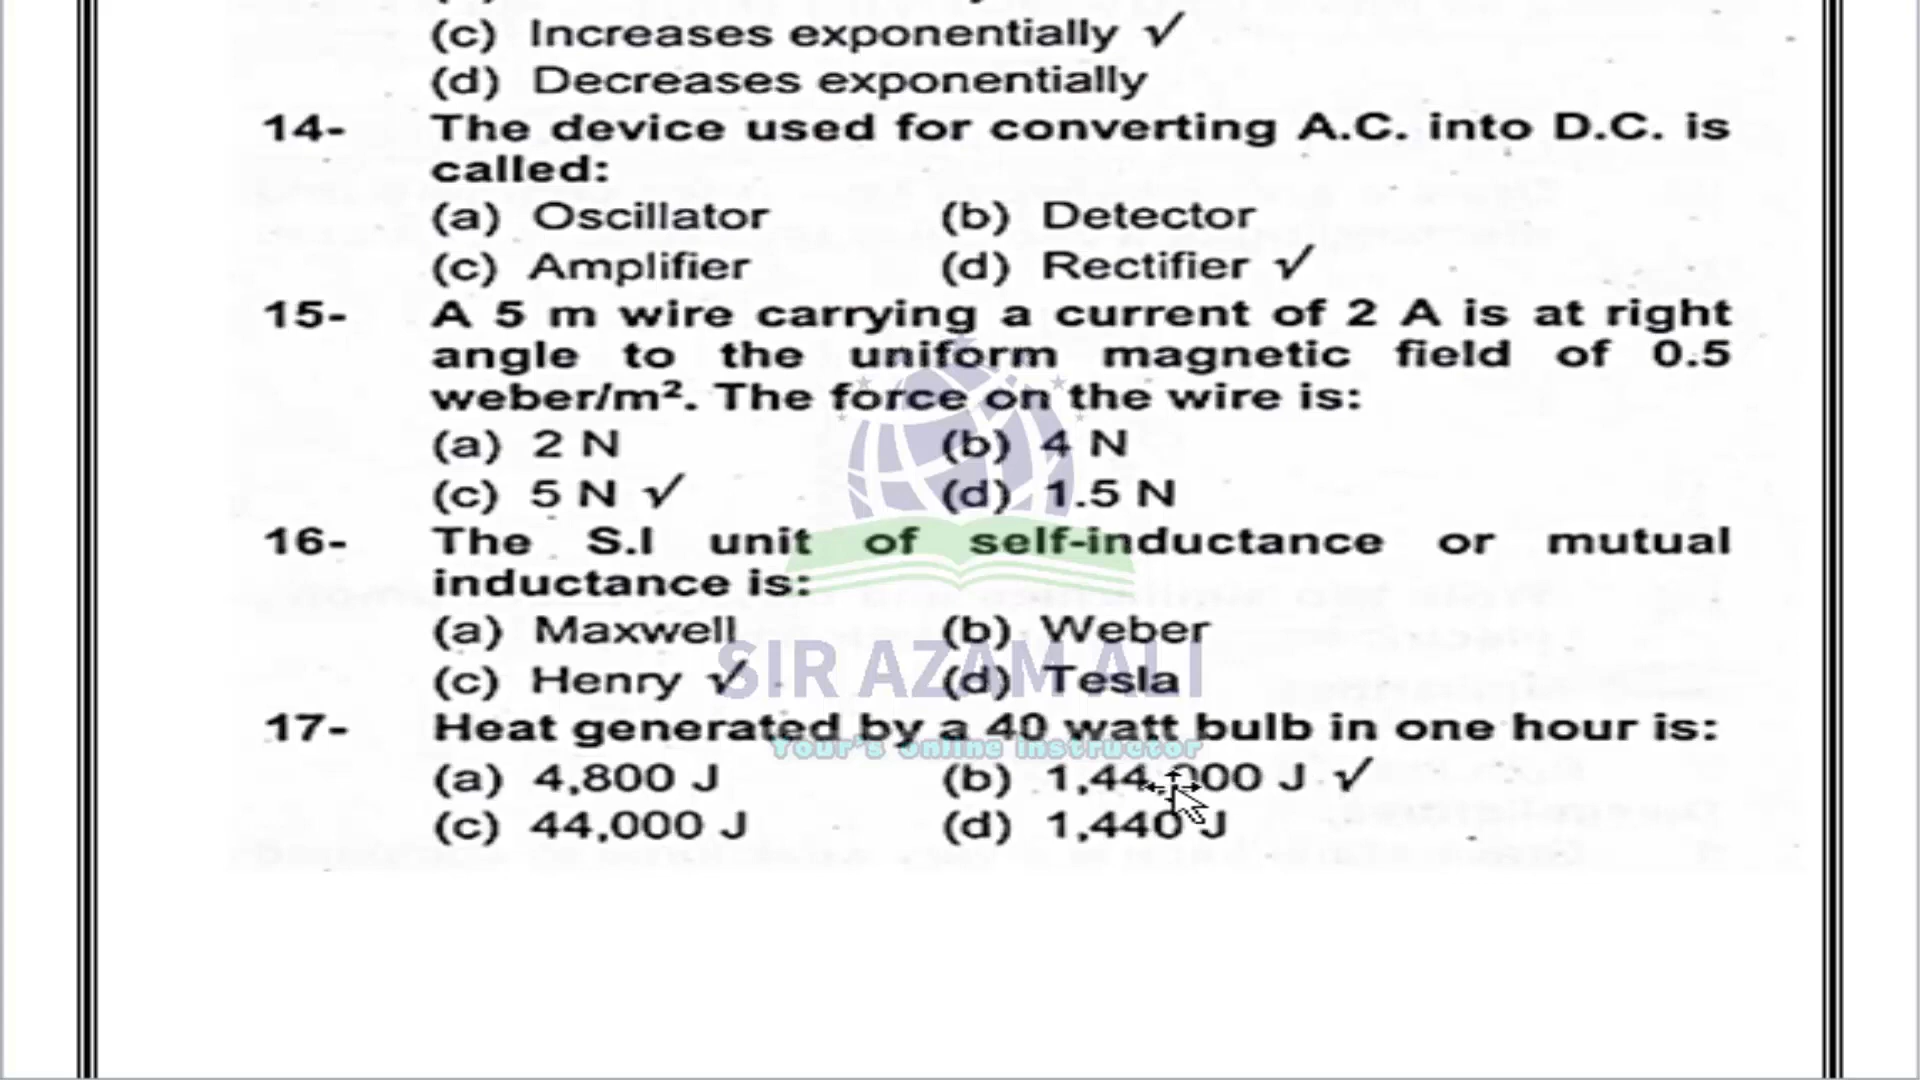 (c) Increases exponentially ✓
(d) Decreases exponentially
14- The device used for converting A.C. into D.C. is
called:
(a) Oscillator (b) Detector
(c) Amplifier (d) Rectifier ✓
15- A 5 m wire carrying a current of 2 A is at right
angle to the uniform magnetic field of 0.5
weber/m². The force on the wire is:
(a) 2 N (b) 4 N
(c) 5 N ✓ (d) 1.5 N
16- The S.I unit of self-inductance or mutual
inductance is:
(a) Maxwell (b) Weber
(c) Henry ✓ (d) Tesla
SIR AZAM ALI
17- Heat generated by a 40 watt bulb in one hour is:
Your's online instructor
(a) 4,800 J (b) 1,44,000 J ✓
(c) 44,000 J (d) 1,440 J